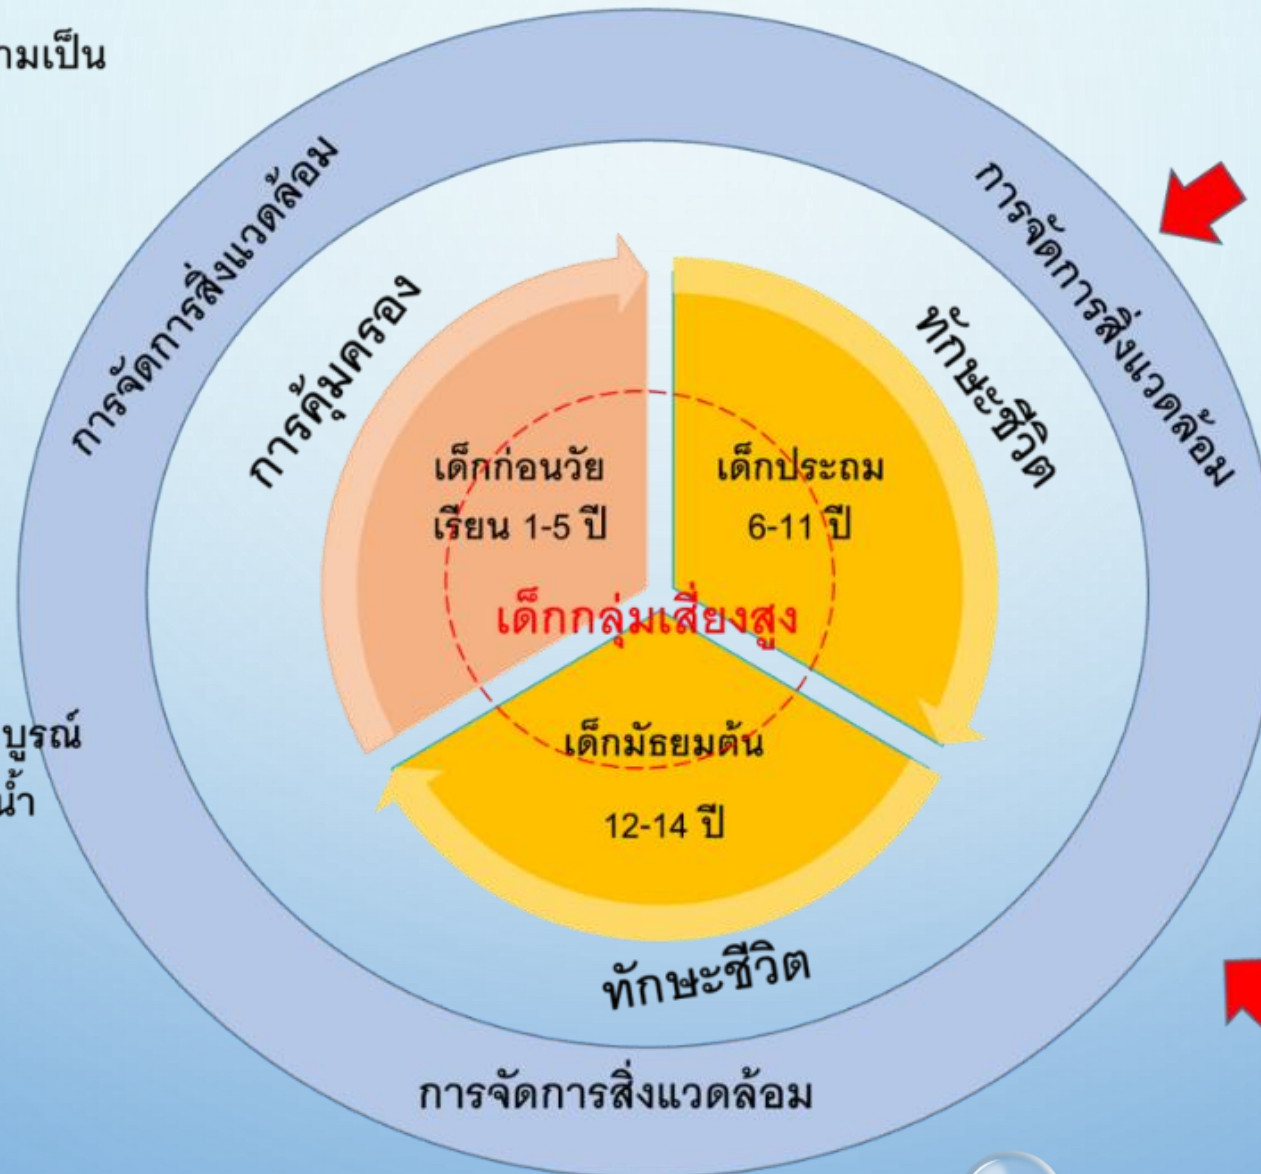 การจัดการสิ่งแวดล้อม
การจัดการสิ่งแวดล้อม
การคุ้มครอง
ทักษะชีวิต
เด็กก่อนวัย
เรียน 1-5 ปี
เด็กประถม
6-11 ปี
เด็กกลุ่มเสี่ยงสูง
เด็กมัธยมต้น
12-14 ปี
ทักษะชีวิต
การจัดการสิ่งแวดล้อม